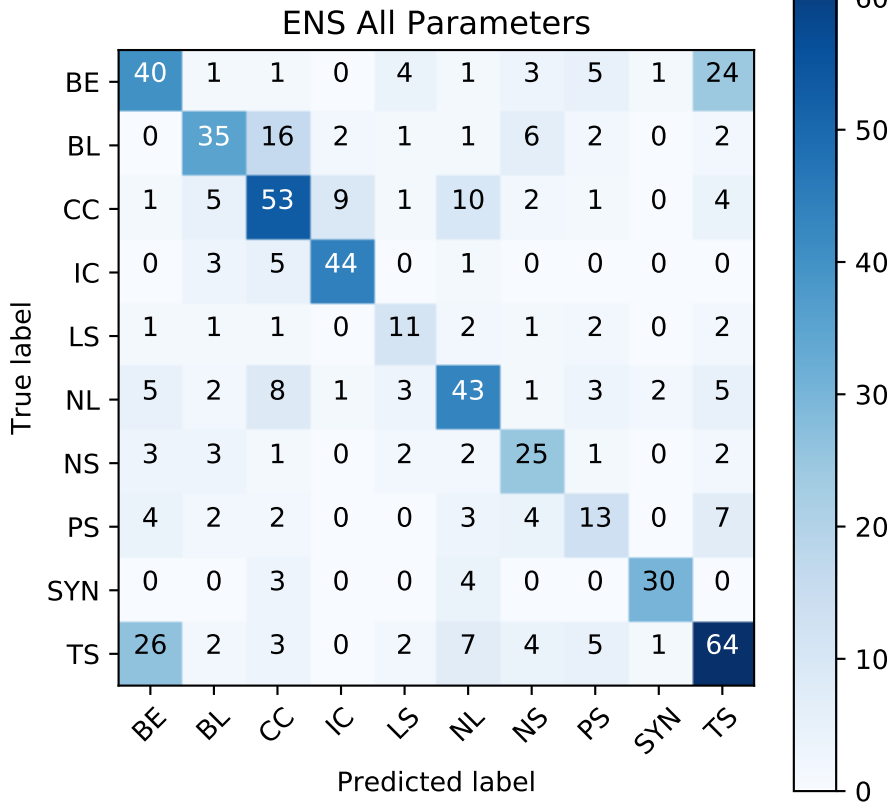 ENS All Parameters
BE 40 1 1 0 4 1 3 5 1 24
BL 0 35 16 2 1 1 6 2 0 2
CC 1 5 53 9 1 10 2 1 0 4
IC 0 3 5 44 0 1 0 0 0 0
LS 1 1 1 0 11 2 1 2 0 2
NL 5 2 8 1 3 43 1 3 2 5
NS 3 3 1 0 2 2 25 1 0 2
PS 4 2 2 0 0 3 4 13 0 7
SYN 0 0 3 0 0 4 0 0 30 0
TS 26 2 3 0 2 7 4 5 1 64
BE BL CC IC LS NL NS PS SYN TS
True label
Predicted label
60
50
40
30
20
10
0